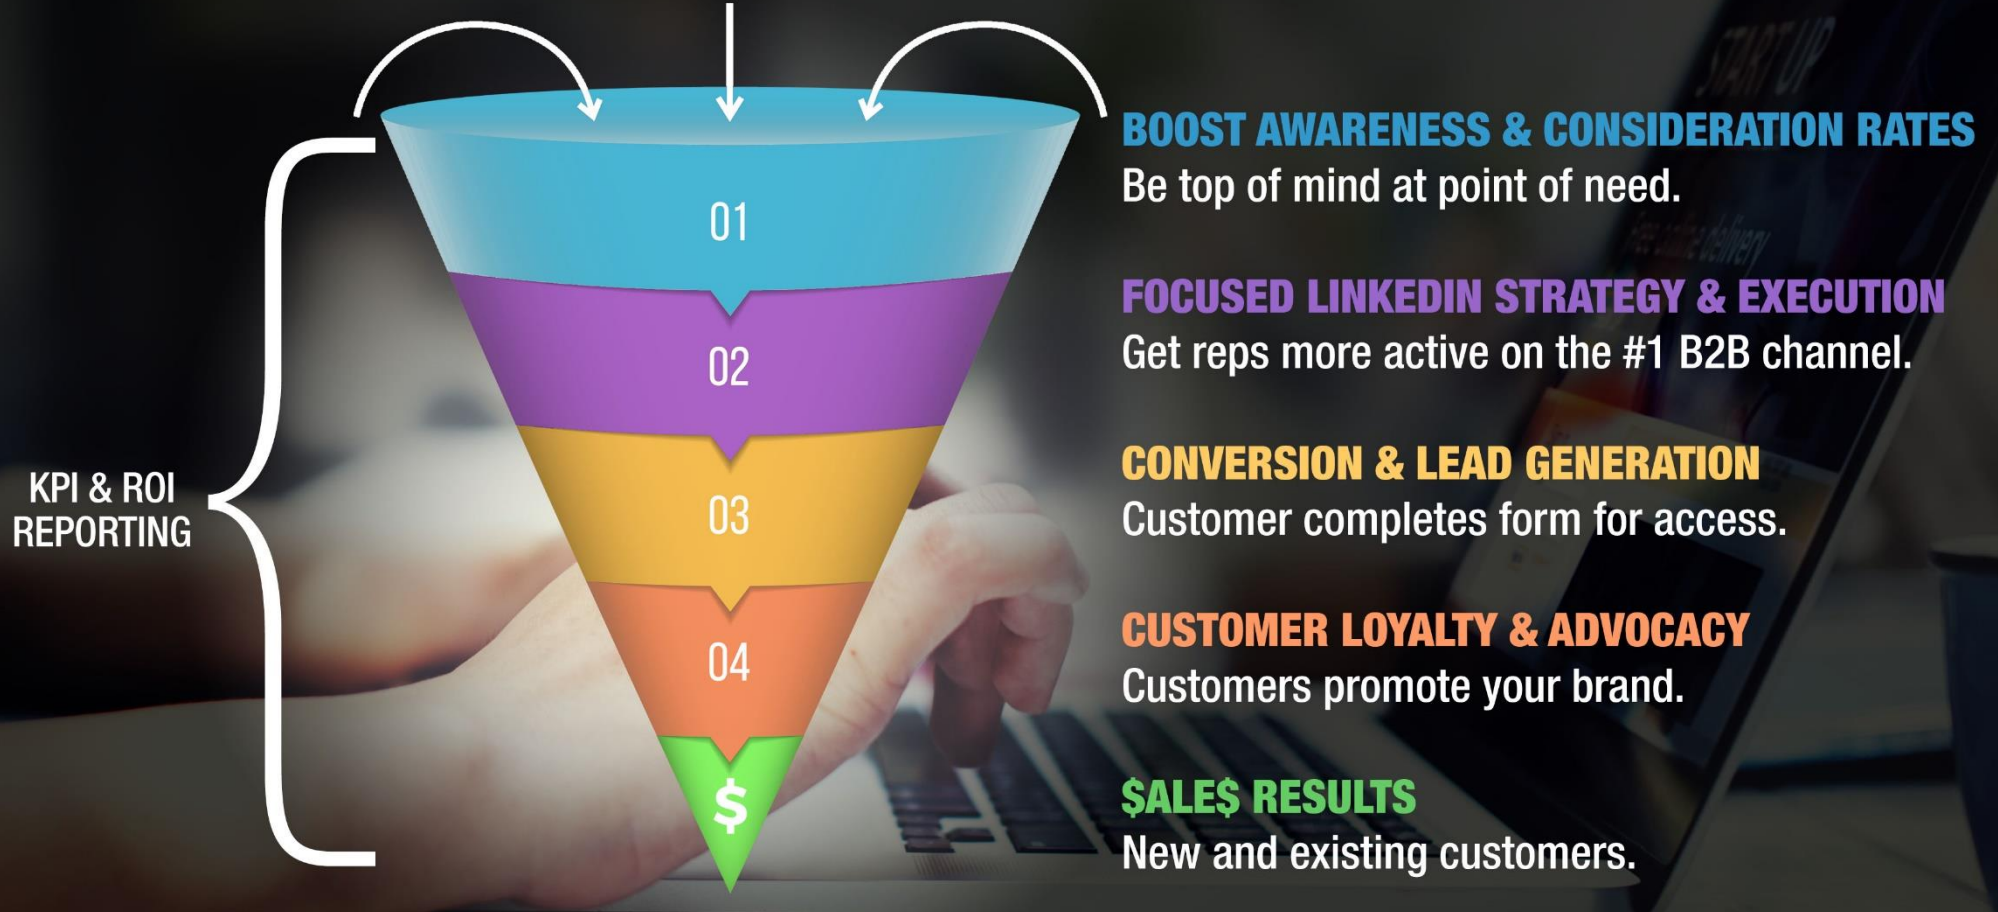 BOOST AWARENESS & CONSIDERATION RATES
Be top of mind at point of need.
01
FOCUSED LINKEDIN STRATEGY & EXECUTION
Get reps more active on the #1 B2B channel.
02
CONVERSION & LEAD GENERATION
Customer completes form for access.
03
KPI & ROI
REPORTING
CUSTOMER LOYALTY & ADVOCACY
Customers promote your brand.
04
$ALE$ RESULTS
New and existing customers.
$
START UP